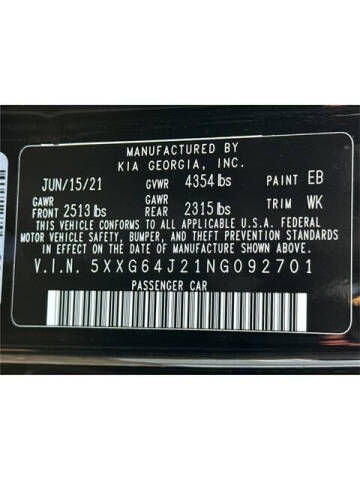 MANUFACTURED BY
KIA GEORGIA, INC.
JUN/15/21 GVWR 4354 lbs PAINT EB
GAWR FRONT 2513 lbs GAWR REAR 2315 lbs TRIM WK
THIS VEHICLE CONFORMS TO ALL APPLICABLE U.S.A. FEDERAL
MOTOR VEHICLE SAFETY, BUMPER, AND THEFT PREVENTION STANDARDS
IN EFFECT ON THE DATE OF MANUFACTURE SHOWN ABOVE.
V.I.N. 5XXG64J21NG092701
PASSENGER CAR